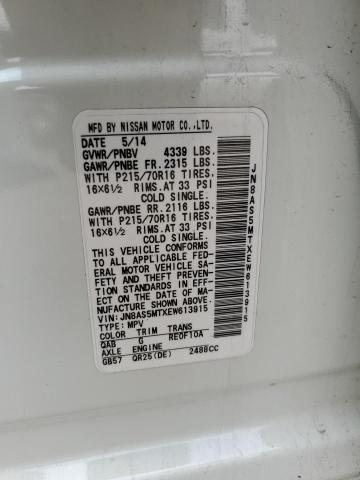 MFD. BY NISSAN MOTOR CO.,LTD.
DATE 5/14
GVWR/PNBV 4339 LBS.
GAWR/PNBE FR. 2315 LBS.
WITH P215/70R16 TIRES,
16X6½ RIMS. AT 33 PSI
COLD SINGLE.
GAWR/PNBE RR. 2116 LBS.
WITH P215/70R16 TIRES,
16X6½ RIMS. AT 33 PSI
COLD SINGLE.
THIS VEHICLE CONFORMS
TO ALL APPLICABLE FED-
ERAL MOTOR VEHICLE SA-
FETY AND THEFT PREVEN-
TION STANDARDS IN EFF-
ECT ON THE DATE OF MA-
NUFACTURE SHOWN ABOVE.
VIN:JN8AS5MTXEW613915
TYPE: MPV
COLOR TRIM TRANS
QAB G RE0F10A
AXLE ENGINE
GB57 QR25(DE) 2488CC
JN8AS5MTXEW613915